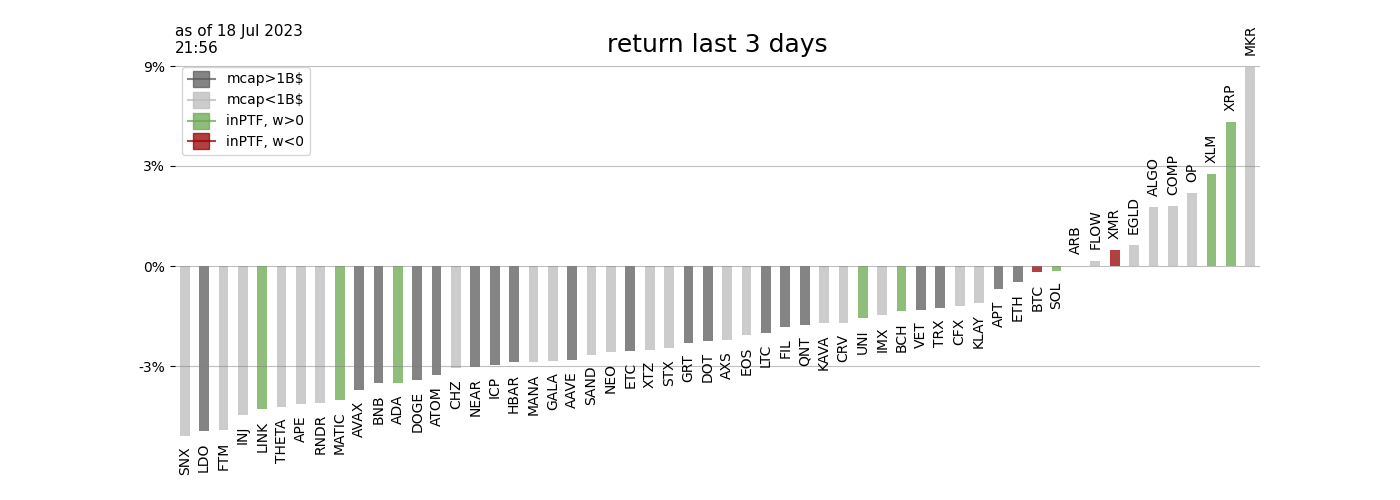 as of 18 Jul 2023
21:56
return last 3 days
9%
3%
0%
-3%
mcap>1B$
mcap<1B$
inPTF, w>0
inPTF, w<0
SNX
LDO
FTM
INJ
LINK
THETA
APE
RNDR
MATIC
AVAX
BNB
ADA
DOGE
ATOM
CHZ
NEAR
ICP
HBAR
MANA
GALA
AAVE
SAND
NEO
ETC
XTZ
STX
GRT
DOT
AXS
EOS
LTC
FIL
QNT
KAVA
CRV
UNI
IMX
BCH
VET
TRX
CFX
KLAY
APT
ETH
BTC
SOL
ARB
FLOW
XMR
EGLD
ALGO
COMP
OP
XLM
XRP
MKR